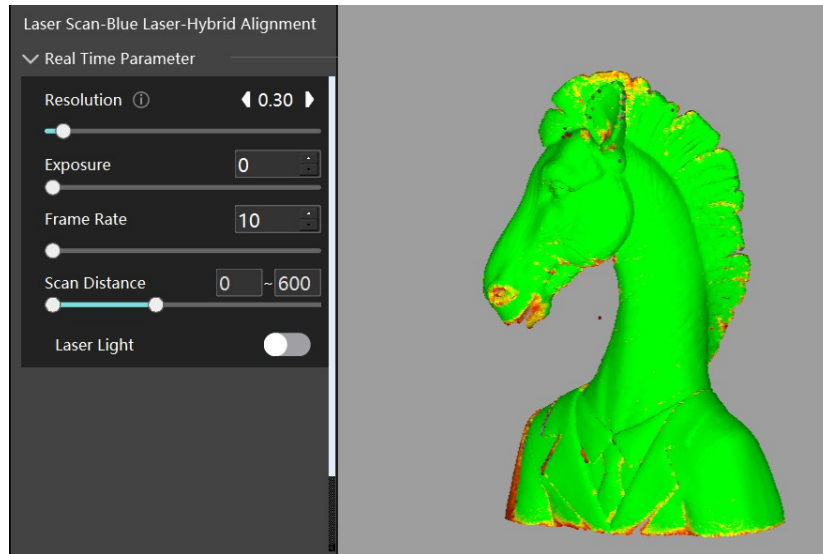 Laser Scan-Blue Laser-Hybrid Alignment
Real Time Parameter
Resolution 0.30
Exposure 0
Frame Rate 10
Scan Distance 0 ~ 600
Laser Light